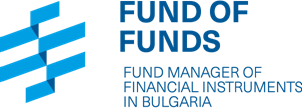 FUND OF
FUNDS
FUND MANAGER OF
FINANCIAL INSTRUMENTS
IN BULGARIA